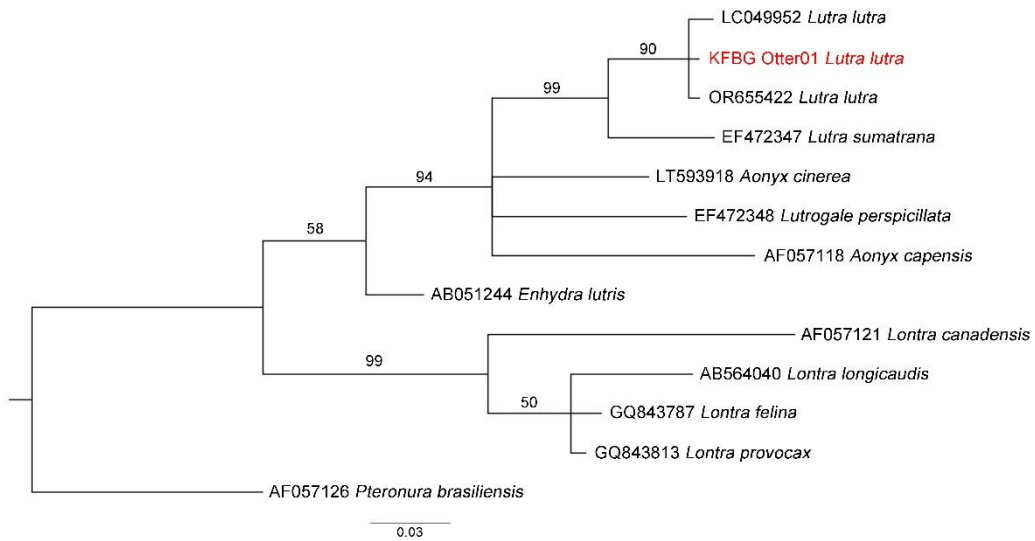 LC049952 Lutra lutra
90
KFBG Otter01 Lutra lutra
99
OR655422 Lutra lutra
EF472347 Lutra sumatrana
94
LT593918 Aonyx cinerea
EF472348 Lutrogale perspicillata
58
AF057118 Aonyx capensis
AB051244 Enhydra lutris
AF057121 Lontra canadensis
99
AB564040 Lontra longicaudis
50
GQ843787 Lontra felina
GQ843813 Lontra provocax
AF057126 Pteronura brasiliensis
0.03